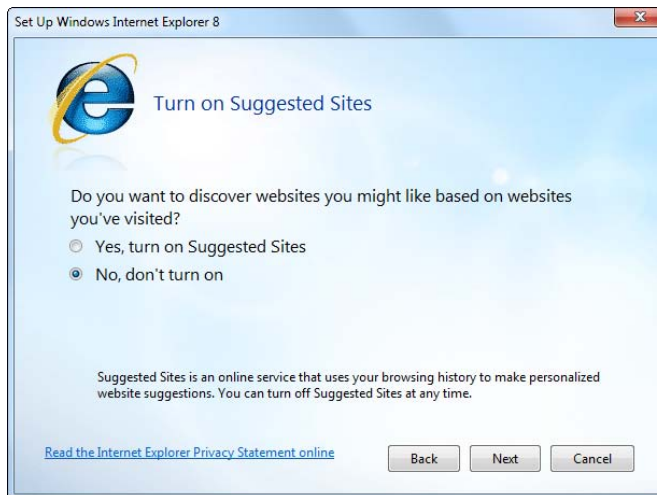 Set Up Windows Internet Explorer 8
Turn on Suggested Sites
Do you want to discover websites you might like based on websites
you've visited?
Yes, turn on Suggested Sites
No, don't turn on
Suggested Sites is an online service that uses your browsing history to make personalized
website suggestions. You can turn off Suggested Sites at any time.
Read the Internet Explorer Privacy Statement online
Back
Next
Cancel